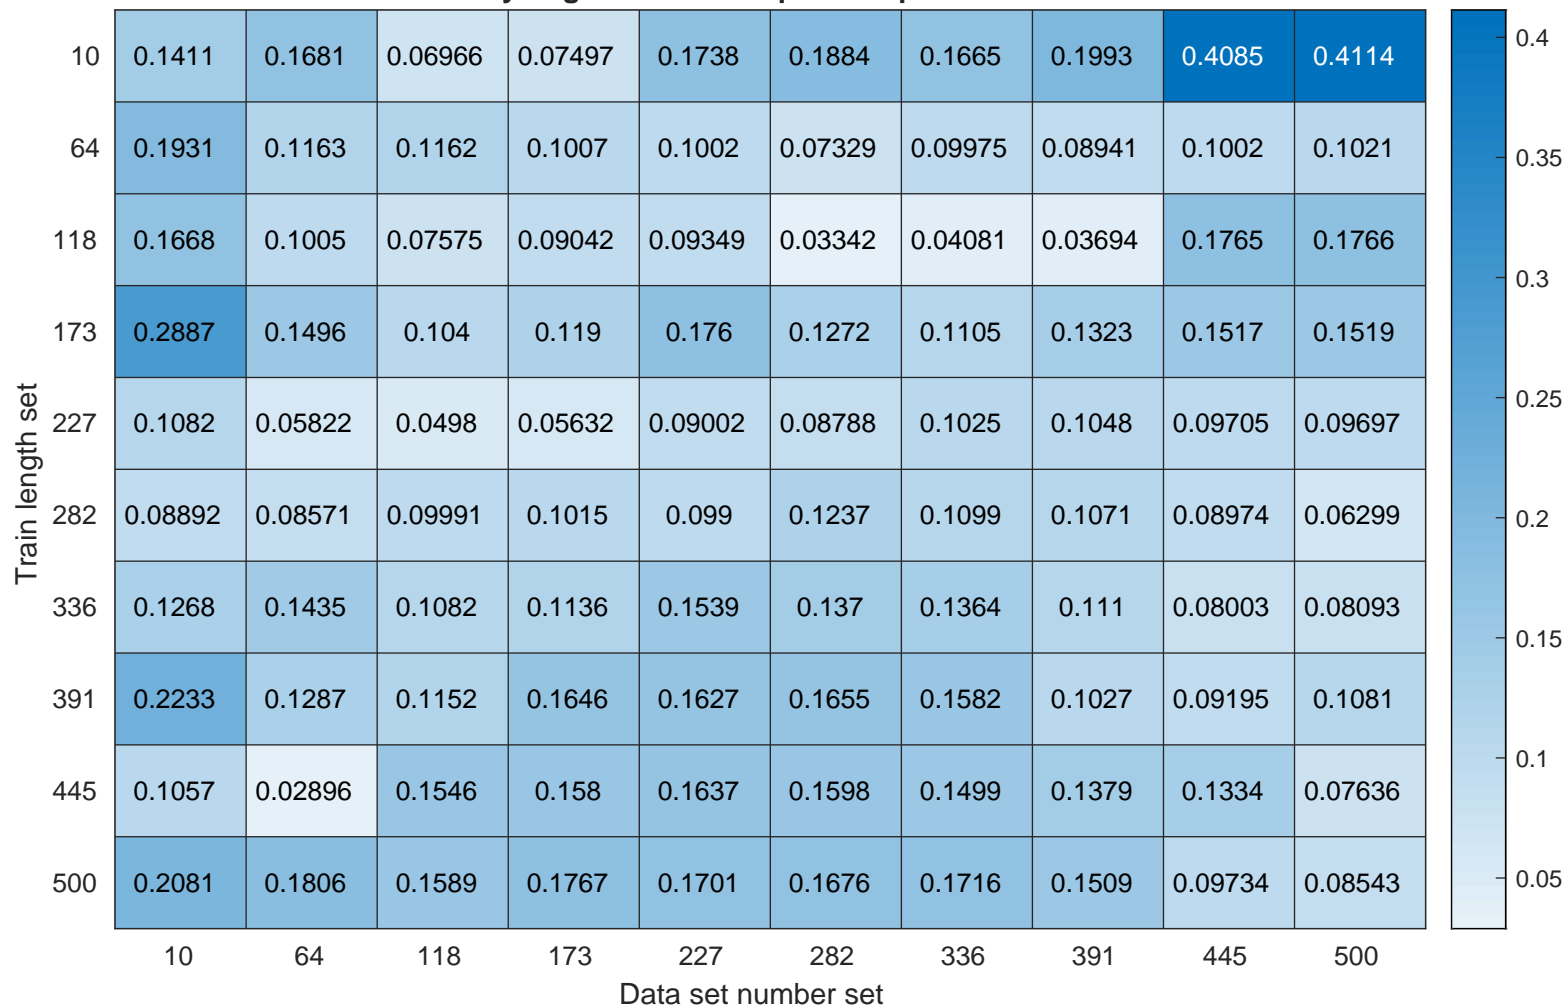 10 0.1411 0.1681 0.06966 0.07497 0.1738 0.1884 0.1665 0.1993 0.4085 0.4114
64 0.1931 0.1163 0.1162 0.1007 0.1002 0.07329 0.09975 0.08941 0.1002 0.1021
118 0.1668 0.1005 0.07575 0.09042 0.09349 0.03342 0.04081 0.03694 0.1765 0.1766
173 0.2887 0.1496 0.104 0.119 0.176 0.1272 0.1105 0.1323 0.1517 0.1519
227 0.1082 0.05822 0.0498 0.05632 0.09002 0.08788 0.1025 0.1048 0.09705 0.09697
282 0.08892 0.08571 0.09991 0.1015 0.099 0.1237 0.1099 0.1071 0.08974 0.06299
336 0.1268 0.1435 0.1082 0.1136 0.1539 0.137 0.1364 0.111 0.08003 0.08093
391 0.2233 0.1287 0.1152 0.1646 0.1627 0.1655 0.1582 0.1027 0.09195 0.1081
445 0.1057 0.02896 0.1546 0.158 0.1637 0.1598 0.1499 0.1379 0.1334 0.07636
500 0.2081 0.1806 0.1589 0.1767 0.1701 0.1676 0.1716 0.1509 0.09734 0.08543
10 64 118 173 227 282 336 391 445 500
Data set number set
Train length set
0.4
0.35
0.3
0.25
0.2
0.15
0.1
0.05